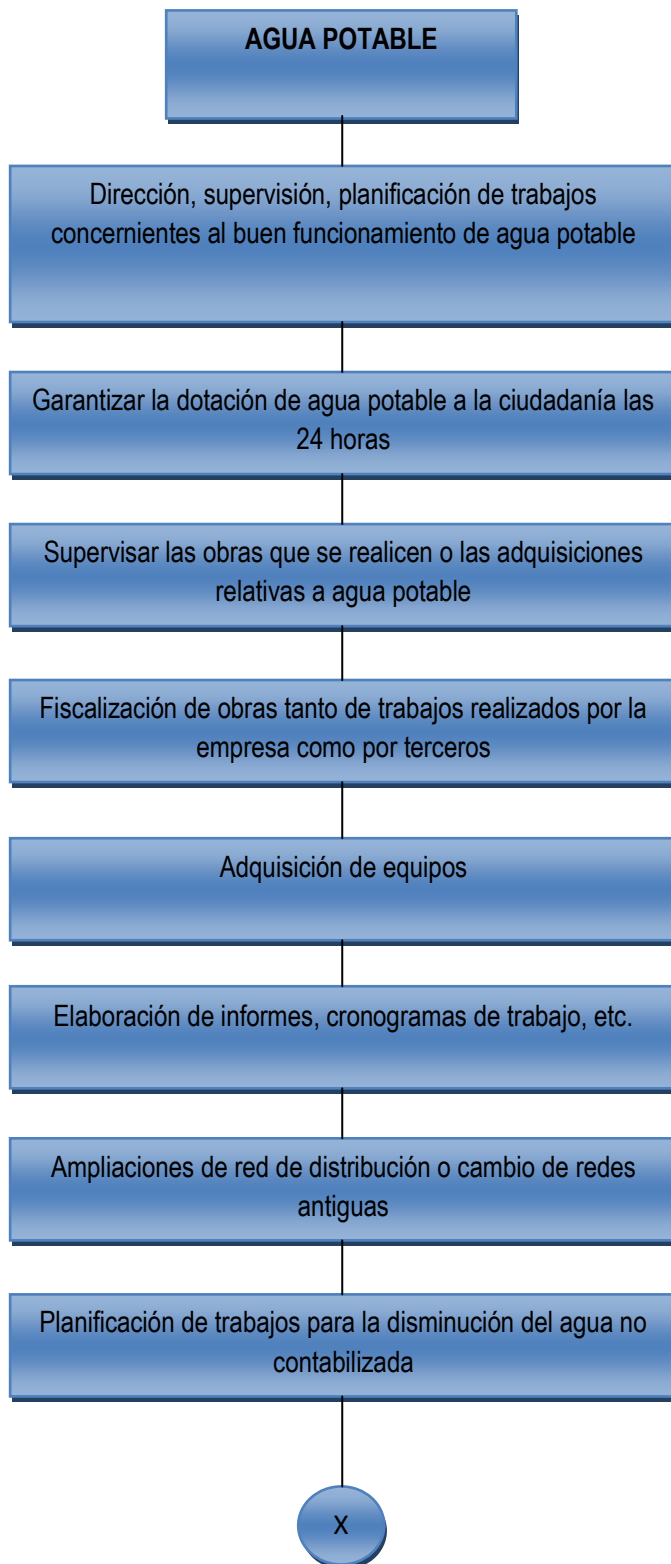 AGUA POTABLE
Dirección, supervisión, planificación de trabajos
concernientes al buen funcionamiento de agua potable
Garantizar la dotación de agua potable a la ciudadanía las
24 horas
Supervisar las obras que se realicen o las adquisiciones
relativas a agua potable
Fiscalización de obras tanto de trabajos realizados por la
empresa como por terceros
Adquisición de equipos
Elaboración de informes, cronogramas de trabajo, etc.
Ampliaciones de red de distribución o cambio de redes
antiguas
Planificación de trabajos para la disminución del agua no
contabilizada
X